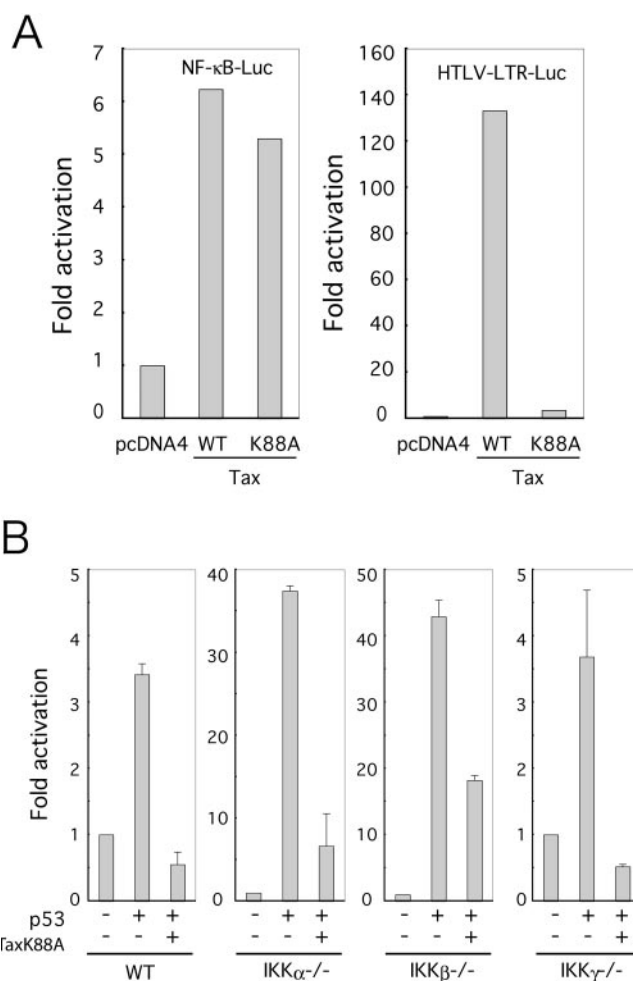 A
NF-κB-Luc
7
6
5
4
3
2
1
0
Fold activation
pcDNA4 WT K88A
Tax
HTLV-LTR-Luc
160
140
120
100
80
60
40
20
0
Fold activation
pcDNA4 WT K88A
Tax
B
Fold activation
5
4
3
2
1
0
40
30
20
10
0
50
40
30
20
10
0
5
4
3
2
1
0
p53 - + + - + + - + + - + +
TaxK88A - - + - - + - - + - - +
WT IKKα-/- IKKβ-/- IKKγ-/-